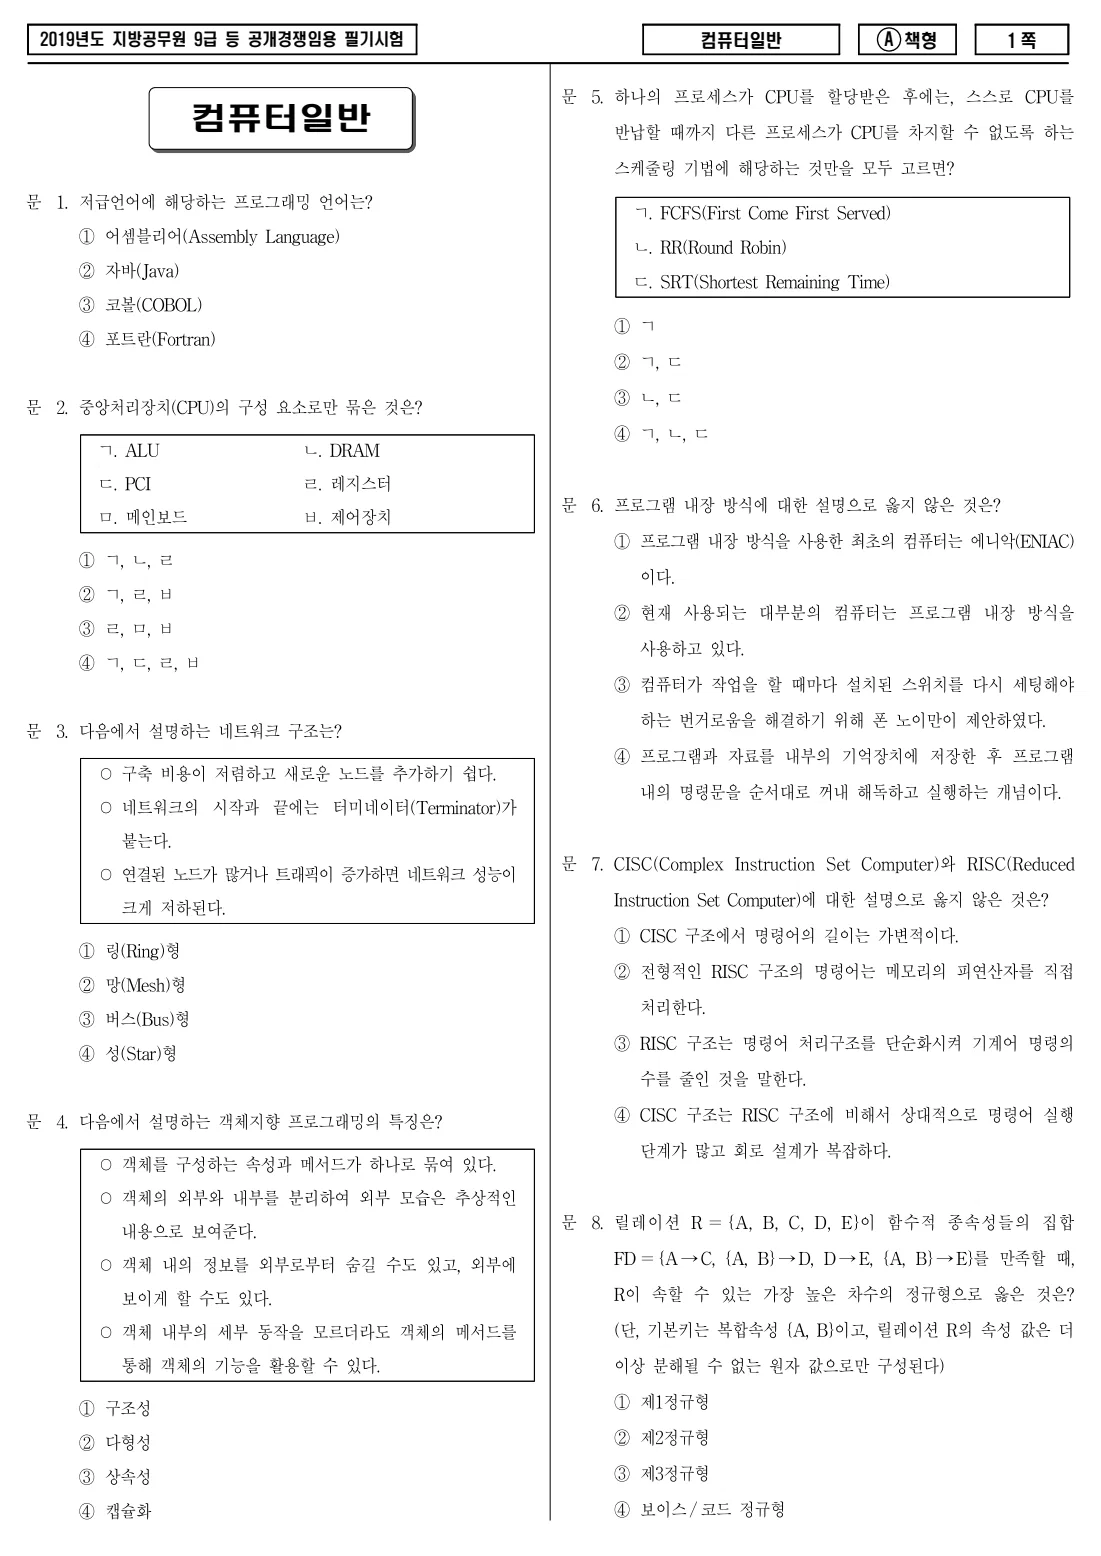 2019년도 지방공무원 9급 등 공개경쟁임용 필기시험
컴퓨터일반
Ⓐ 책형
1 쪽
컴퓨터일반
문 1. 저급언어에 해당하는 프로그래밍 언어는?
① 어셈블리어(Assembly Language)
② 자바(Java)
③ 코볼(COBOL)
④ 포트란(Fortran)
문 2. 중앙처리장치(CPU)의 구성 요소로만 묶은 것은?
ㄱ. ALU ㄴ. DRAM
ㄷ. PCI ㄹ. 레지스터
ㅁ. 메인보드 ㅂ. 제어장치
① ㄱ, ㄴ, ㄹ
② ㄱ, ㄹ, ㅂ
③ ㄹ, ㅁ, ㅂ
④ ㄱ, ㄷ, ㄹ, ㅂ
문 3. 다음에서 설명하는 네트워크 구조는?
○ 구축 비용이 저렴하고 새로운 노드를 추가하기 쉽다.
○ 네트워크의 시작과 끝에는 터미네이터(Terminator)가
붙는다.
○ 연결된 노드가 많거나 트래픽이 증가하면 네트워크 성능이
크게 저하된다.
① 링(Ring)형
② 망(Mesh)형
③ 버스(Bus)형
④ 성(Star)형
문 4. 다음에서 설명하는 객체지향 프로그래밍의 특징은?
○ 객체를 구성하는 속성과 메서드가 하나로 묶여 있다.
○ 객체의 외부와 내부를 분리하여 외부 모습은 추상적인
내용으로 보여준다.
○ 객체 내의 정보를 외부로부터 숨길 수도 있고, 외부에
보이게 할 수도 있다.
○ 객체 내부의 세부 동작을 모르더라도 객체의 메서드를
통해 객체의 기능을 활용할 수 있다.
① 구조성
② 다형성
③ 상속성
④ 캡슐화
문 5. 하나의 프로세스가 CPU를 할당받은 후에는, 스스로 CPU를
반납할 때까지 다른 프로세스가 CPU를 차지할 수 없도록 하는
스케줄링 기법에 해당하는 것만을 모두 고르면?
ㄱ. FCFS(First Come First Served)
ㄴ. RR(Round Robin)
ㄷ. SRT(Shortest Remaining Time)
① ㄱ
② ㄱ, ㄷ
③ ㄴ, ㄷ
④ ㄱ, ㄴ, ㄷ
문 6. 프로그램 내장 방식에 대한 설명으로 옳지 않은 것은?
① 프로그램 내장 방식을 사용한 최초의 컴퓨터는 에니악(ENIAC)
이다.
② 현재 사용되는 대부분의 컴퓨터는 프로그램 내장 방식을
사용하고 있다.
③ 컴퓨터가 작업을 할 때마다 설치된 스위치를 다시 세팅해야
하는 번거로움을 해결하기 위해 폰 노이만이 제안하였다.
④ 프로그램과 자료를 내부의 기억장치에 저장한 후 프로그램
내의 명령문을 순서대로 꺼내 해독하고 실행하는 개념이다.
문 7. CISC(Complex Instruction Set Computer)와 RISC(Reduced
Instruction Set Computer)에 대한 설명으로 옳지 않은 것은?
① CISC 구조에서 명령어의 길이는 가변적이다.
② 전형적인 RISC 구조의 명령어는 메모리의 피연산자를 직접
처리한다.
③ RISC 구조는 명령어 처리구조를 단순화시켜 기계어 명령의
수를 줄인 것을 말한다.
④ CISC 구조는 RISC 구조에 비해서 상대적으로 명령어 실행
단계가 많고 회로 설계가 복잡하다.
문 8. 릴레이션 R = {A, B, C, D, E}이 함수적 종속성들의 집합
FD = {A→C, {A, B}→D, D→E, {A, B}→E}를 만족할 때,
R이 속할 수 있는 가장 높은 차수의 정규형으로 옳은 것은?
(단, 기본키는 복합속성 {A, B}이고, 릴레이션 R의 속성 값은 더
이상 분해될 수 없는 원자 값으로만 구성된다)
① 제1정규형
② 제2정규형
③ 제3정규형
④ 보이스/코드 정규형